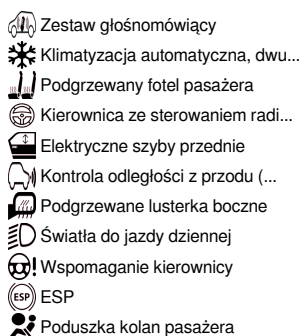 Zestaw głośnomówiący
Klimatyzacja automatyczna, dwu...
Podgrzewany fotel pasażera
Kierownica ze sterowaniem radi...
Elektryczne szyby przednie
Kontrola odległości z przodu (...
Podgrzewane lusterka boczne
Światła do jazdy dziennej
Wspomaganie kierownicy
ESP ESP
Poduszka kolan pasażera